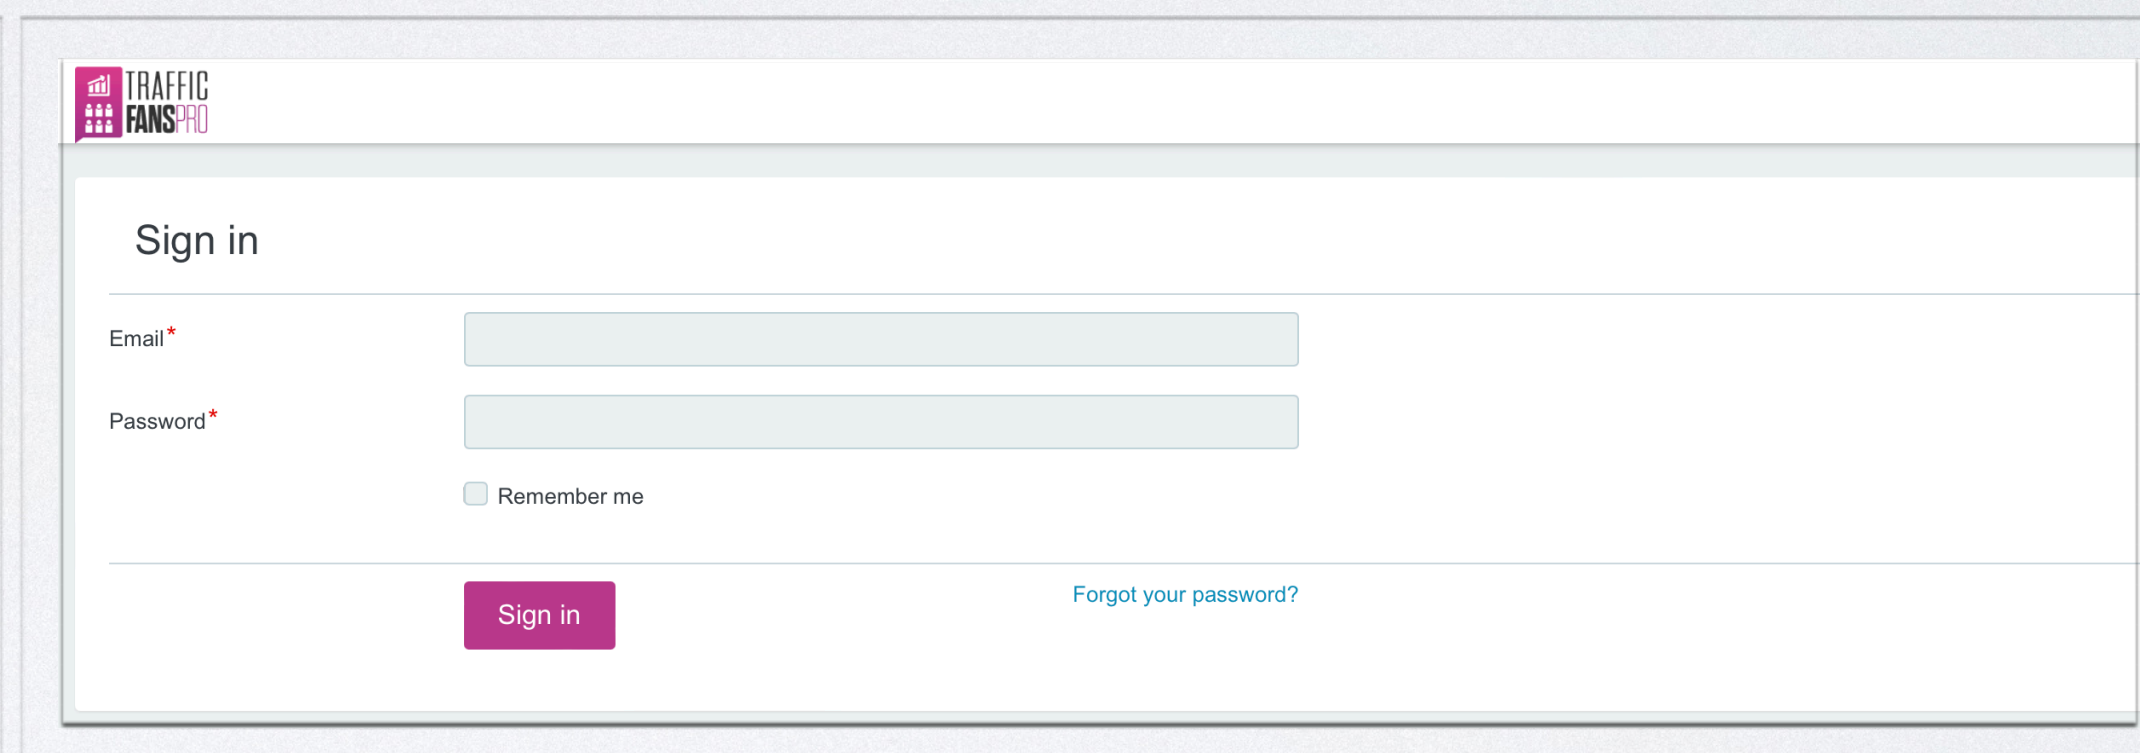 TRAFFIC
FANSPRO
Sign in
Email*
Password*
Remember me
Sign in
Forgot your password?